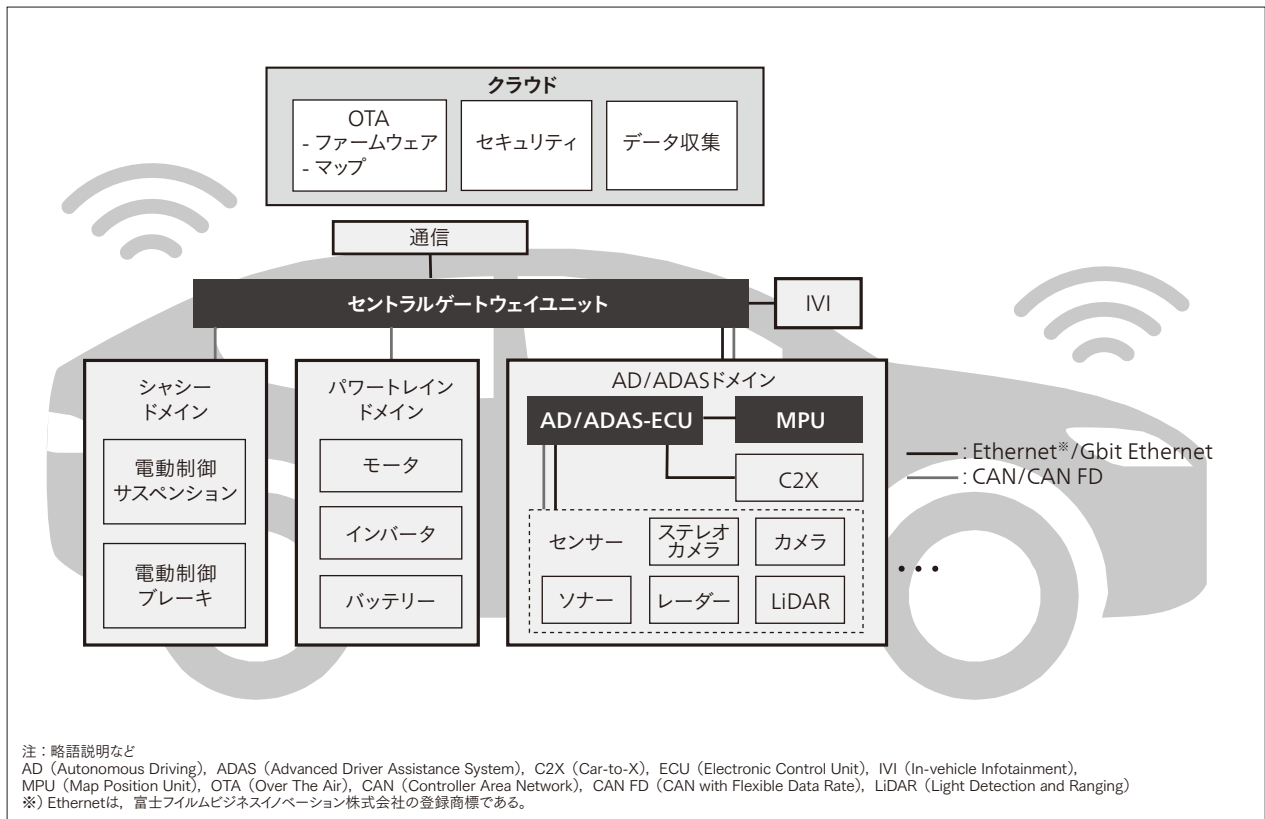 クラウド
OTA
- ファームウェア
- マップ
セキュリティ
データ収集
通信
セントラルゲートウェイユニット
IVI
シャシー
ドメイン
電動制御
サスペンション
電動制御
ブレーキ
パワートレイン
ドメイン
モータ
インバータ
バッテリー
AD/ADASドメイン
AD/ADAS-ECU
MPU
C2X
センサー
ステレオ
カメラ
カメラ
ソナー
レーダー
LiDAR
: Ethernet※/Gbit Ethernet
: CAN/CAN FD
注：略語説明など
AD（Autonomous Driving），ADAS（Advanced Driver Assistance System），C2X（Car-to-X），ECU（Electronic Control Unit），IVI（In-vehicle Infotainment），
MPU（Map Position Unit），OTA（Over The Air），CAN（Controller Area Network），CAN FD（CAN with Flexible Data Rate），LiDAR（Light Detection and Ranging）
※）Ethernetは，富士フイルムビジネスイノベーション株式会社の登録商標である。